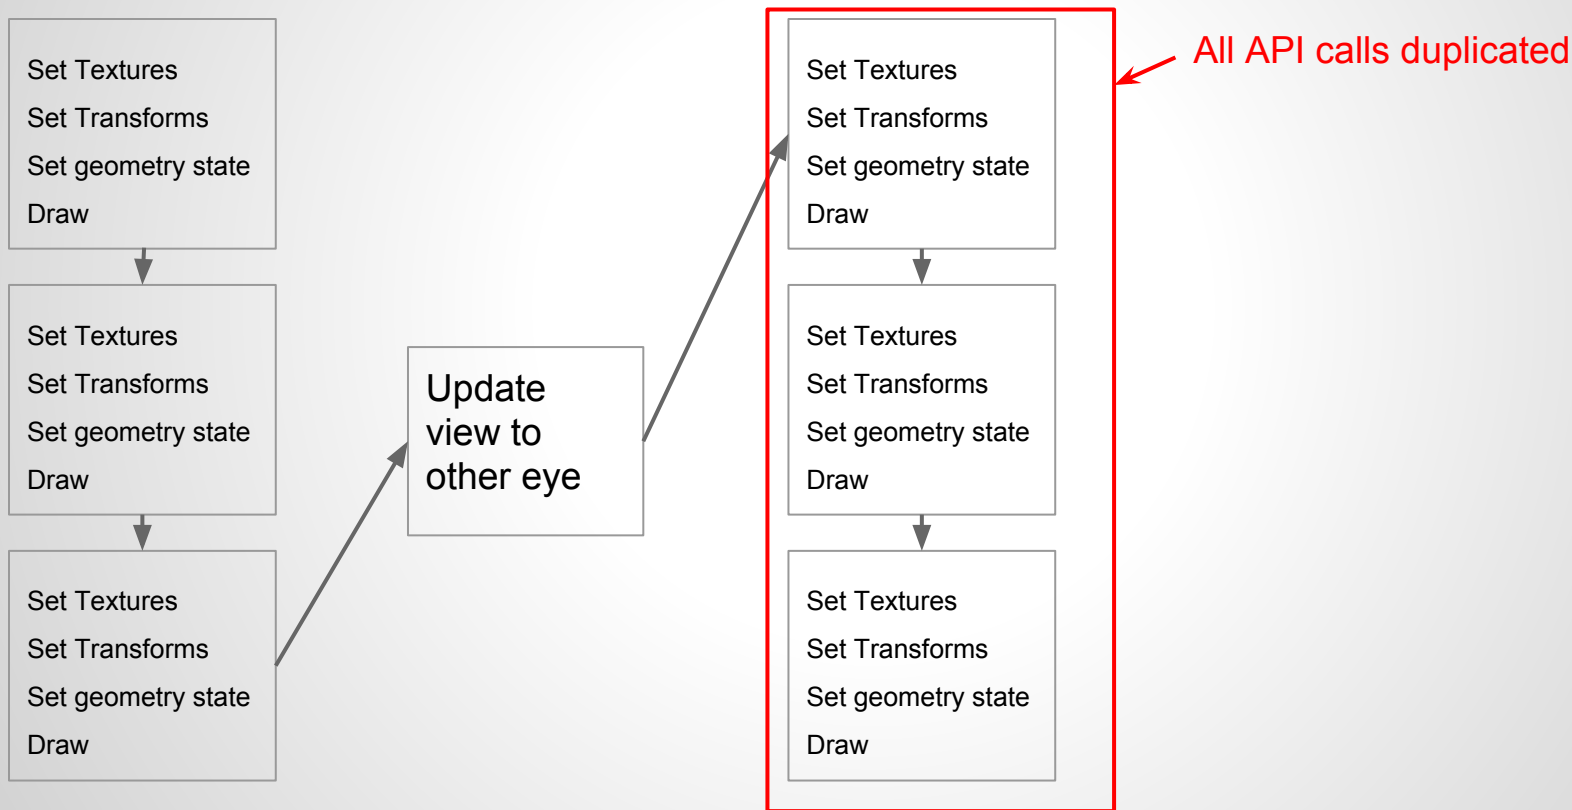 Set Textures
Set Transforms
Set geometry state
Draw
Set Textures
Set Transforms
Set geometry state
Draw
Set Textures
Set Transforms
Set geometry state
Draw
Update
view to
other eye
Set Textures
Set Transforms
Set geometry state
Draw
Set Textures
Set Transforms
Set geometry state
Draw
Set Textures
Set Transforms
Set geometry state
Draw
All API calls duplicated